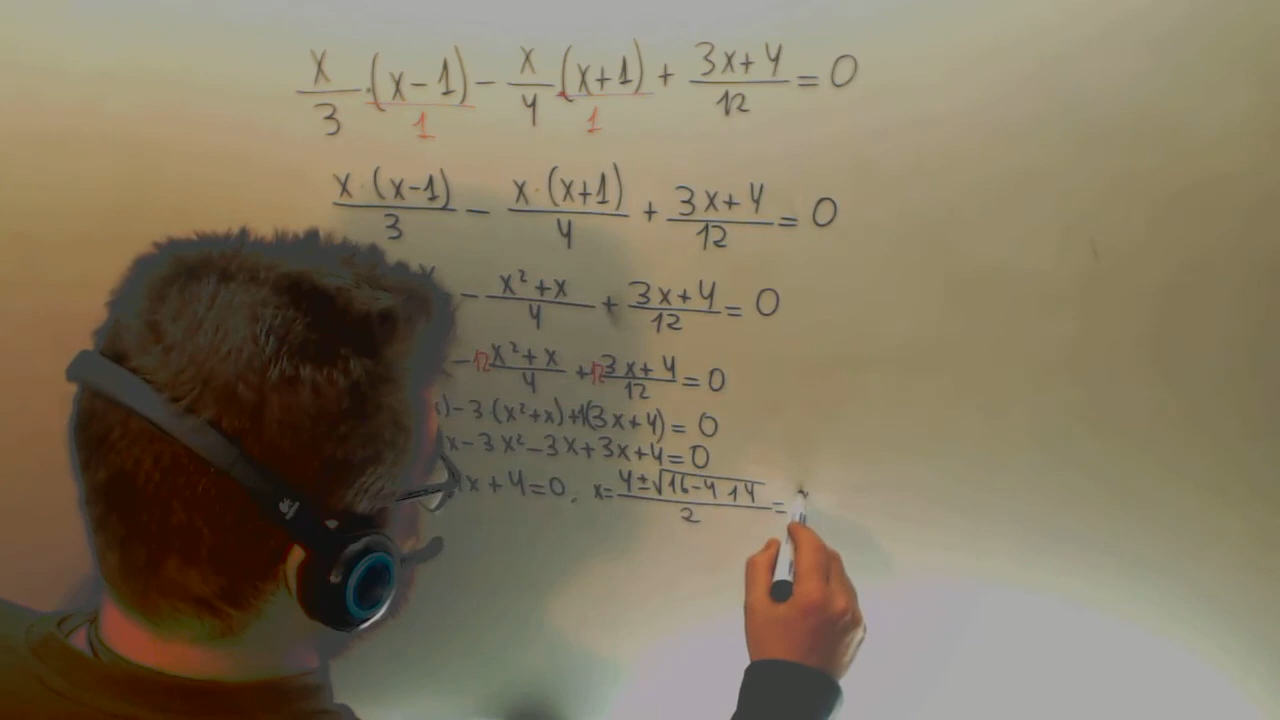 x/3 · (x-1)/1 - x/4 · (x+1)/1 + (3x+4)/12 = 0
x·(x-1)/3 - x·(x+1)/4 + (3x+4)/12 = 0
- (x²+x)/4 + (3x+4)/12 = 0
- 12 (x²+x)/4 + 12 (3x+4)/12 = 0
)-3·(x²+x)+1(3x+4) = 0
x-3x²-3x+3x+4=0
4x+4=0, x= (4±√(16-4·1·4))/2 =